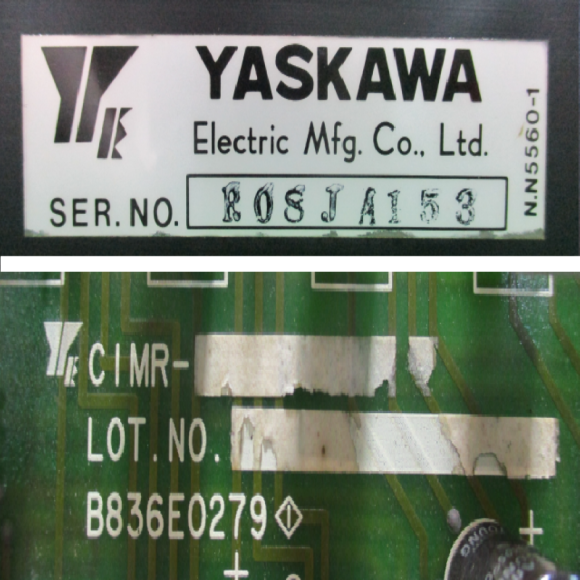 YASKAWA
Electric Mfg. Co., Ltd.
SER. NO. R0SJA153
N.N5560-1
CIMR-
LOT. NO.
B836E0279